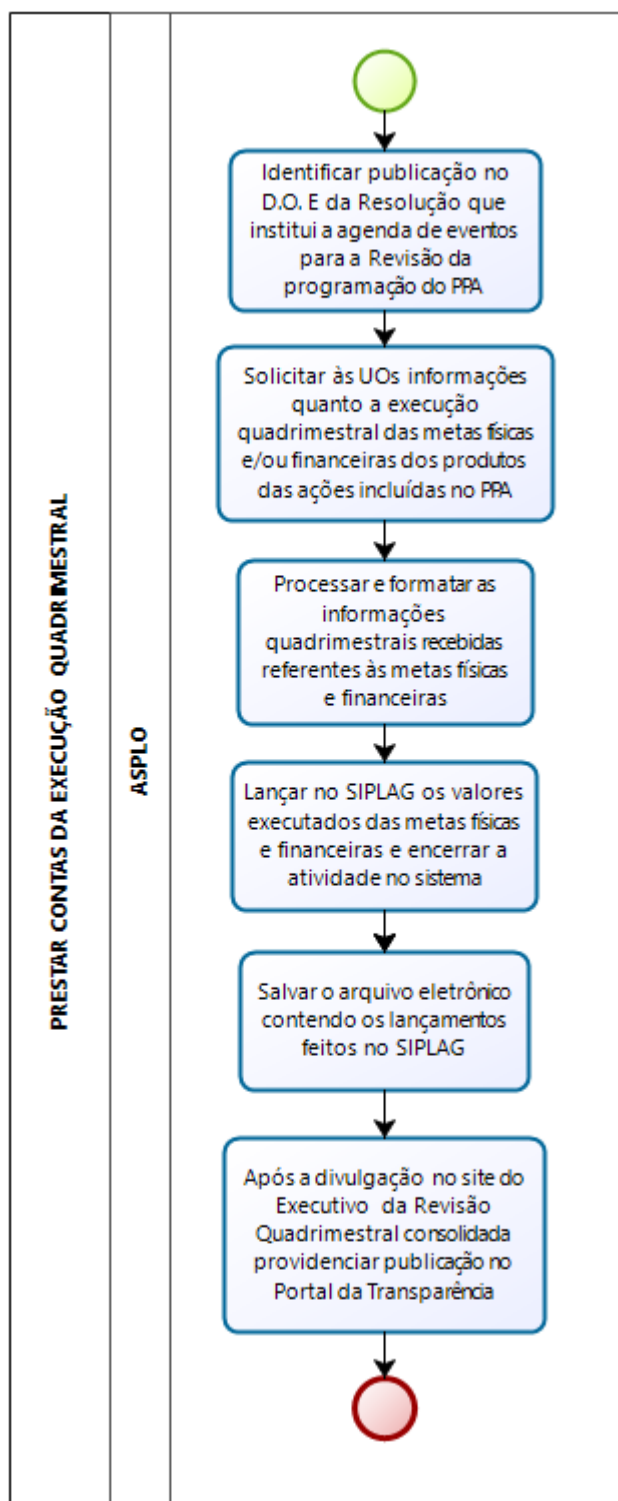 PRESTAR CONTAS DA EXECUÇÃO QUADRIMESTRAL
ASPLO
Identificar publicação no
D.O. E da Resolução que
institui a agenda de eventos
para a Revisão da
programação do PPA
Solicitar às UOs informações
quanto a execução
quadrimestral das metas físicas
e/ou financeiras dos produtos
das ações incluídas no PPA
Processar e formatar as
informações
quadrimestrais recebidas
referentes às metas físicas
e financeiras
Lançar no SIPLAG os valores
executados das metas físicas
e financeiras e encerrar a
atividade no sistema
Salvar o arquivo eletrônico
contendo os lançamentos
feitos no SIPLAG
Após a divulgação no site do
Executivo da Revisão
Quadrimestral consolidada
providenciar publicação no
Portal da Transparência